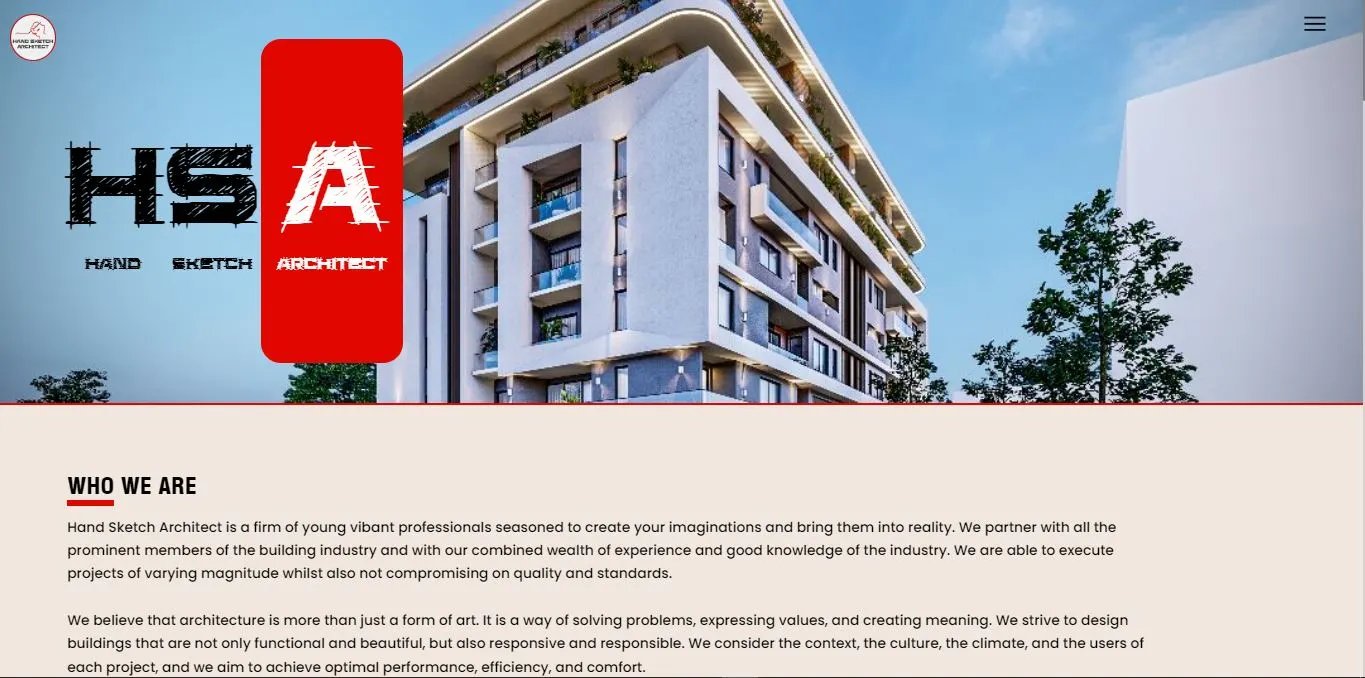 HAND SKETCH
ARCHITECT
HSA
HAND SKETCH ARCHITECT
WHO WE ARE
Hand Sketch Architect is a firm of young vibant professionals seasoned to create your imaginations and bring them into reality. We partner with all the
prominent members of the building industry and with our combined wealth of experience and good knowledge of the industry. We are able to execute
projects of varying magnitude whilst also not compromising on quality and standards.
We believe that architecture is more than just a form of art. It is a way of solving problems, expressing values, and creating meaning. We strive to design
buildings that are not only functional and beautiful, but also responsive and responsible. We consider the context, the culture, the climate, and the users of
each project, and we aim to achieve optimal performance, efficiency, and comfort.